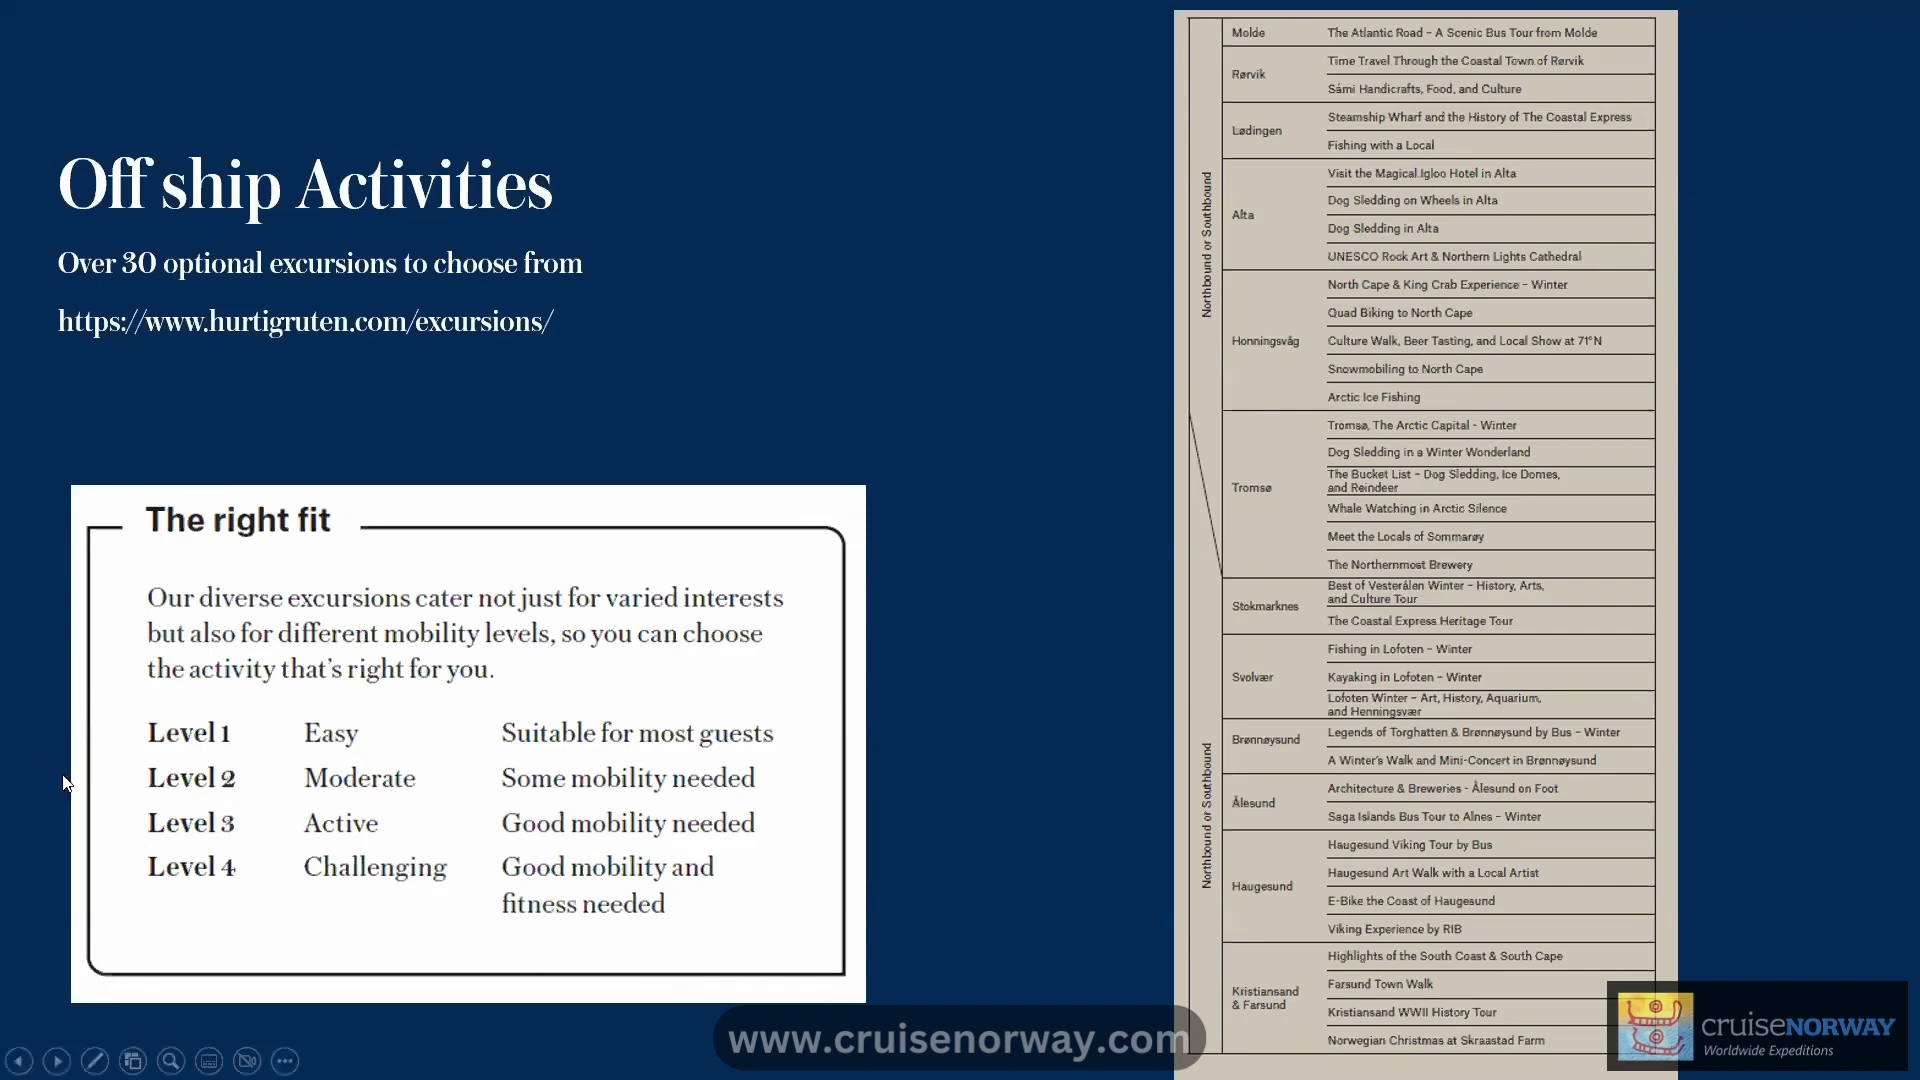 Off ship Activities
Over 30 optional excursions to choose from
https://www.hurtigruten.com/excursions/
The right fit
Our diverse excursions cater not just for varied interests
but also for different mobility levels, so you can choose
the activity that's right for you.
Level 1 Easy Suitable for most guests
Level 2 Moderate Some mobility needed
Level 3 Active Good mobility needed
Level 4 Challenging Good mobility and
fitness needed
Northbound or Southbound
Molde
The Atlantic Road – A Scenic Bus Tour from Molde
Rørvik
Time Travel Through the Coastal Town of Rørvik
Sámi Handicrafts, Food, and Culture
Lødingen
Steamship Wharf and the History of The Coastal Express
Fishing with a Local
Alta
Visit the Magical Igloo Hotel in Alta
Dog Sledding on Wheels in Alta
Dog Sledding in Alta
UNESCO Rock Art & Northern Lights Cathedral
Honningsvåg
North Cape & King Crab Experience – Winter
Quad Biking to North Cape
Culture Walk, Beer Tasting, and Local Show at 71°N
Snowmobiling to North Cape
Arctic Ice Fishing
Tromsø
Tromsø, The Arctic Capital - Winter
Dog Sledding in a Winter Wonderland
The Bucket List – Dog Sledding, Ice Domes,
and Reindeer
Whale Watching in Arctic Silence
Meet the Locals of Sommarøy
The Northernmost Brewery
Northbound or Southbound
Stokmarknes
Best of Vesterålen Winter – History, Arts,
and Culture Tour
The Coastal Express Heritage Tour
Svolvær
Fishing in Lofoten – Winter
Kayaking in Lofoten – Winter
Lofoten Winter – Art, History, Aquarium,
and Henningsvær
Brønnøysund
Legends of Torghatten & Brønnøysund by Bus – Winter
A Winter's Walk and Mini-Concert in Brønnøysund
Ålesund
Architecture & Breweries - Ålesund on Foot
Saga Islands Bus Tour to Alnes – Winter
Haugesund
Haugesund Viking Tour by Bus
Haugesund Art Walk with a Local Artist
E-Bike the Coast of Haugesund
Viking Experience by RIB
Kristiansand
& Farsund
Highlights of the South Coast & South Cape
Farsund Town Walk
Kristiansand WWII History Tour
Norwegian Christmas at Skraastad Farm
www.cruisenorway.com
cruiseNORWAY
Worldwide Expeditions